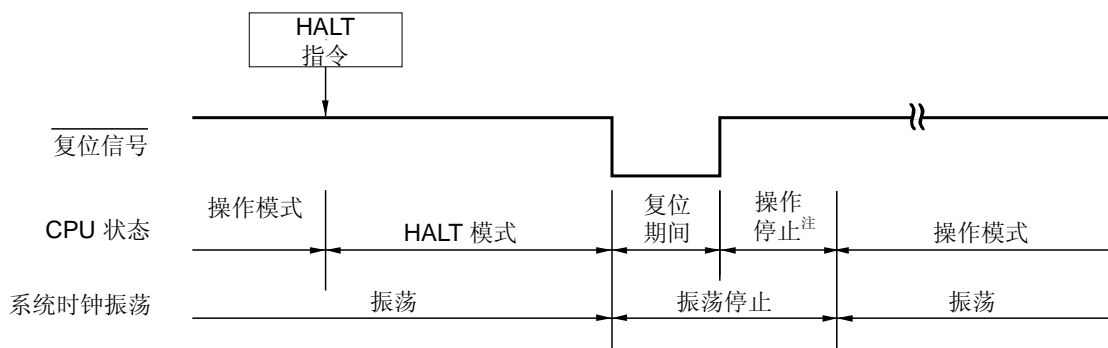 HALT
指令
复位信号
操作模式
复位
操作
CPU 状态
HALT 模式
期间
停止注
操作模式
系统时钟振荡
振荡
振荡停止
振荡